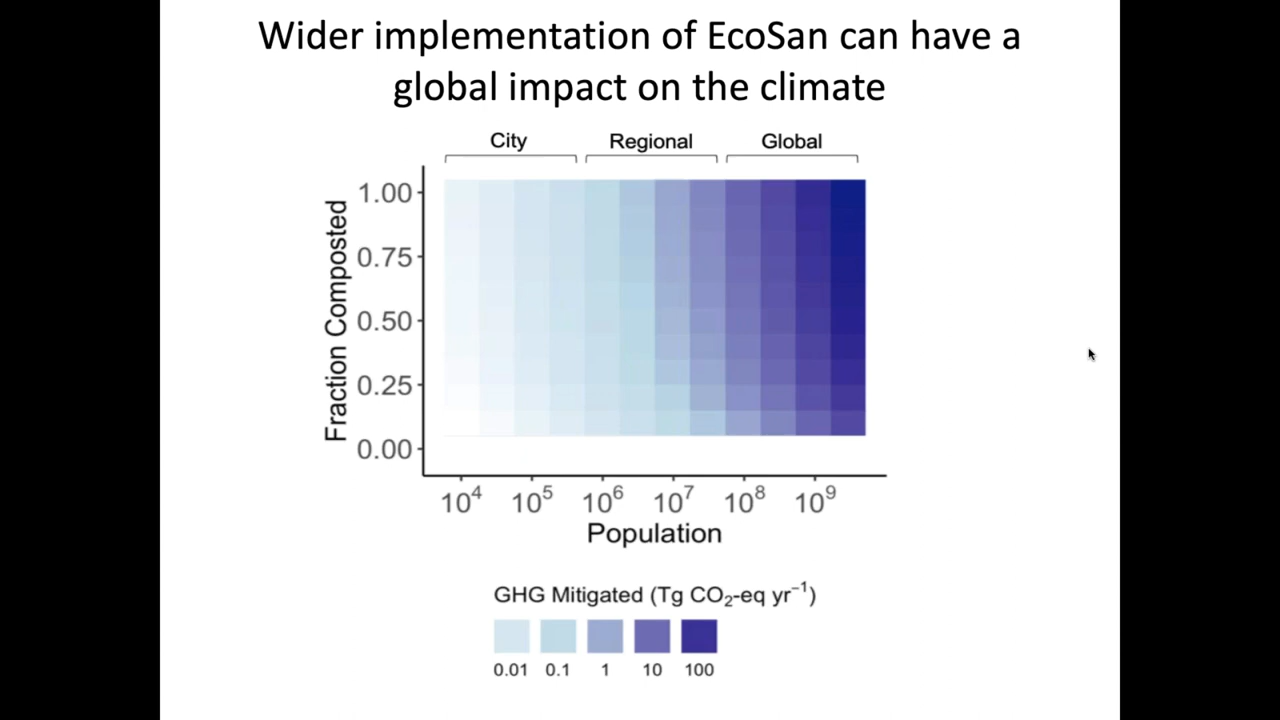 Wider implementation of EcoSan can have a
global impact on the climate
City Regional Global
Fraction Composted
1.00
0.75
0.50
0.25
0.00
10⁴ 10⁵ 10⁶ 10⁷ 10⁸ 10⁹
Population
GHG Mitigated (Tg CO₂-eq yr⁻¹)
0.01 0.1 1 10 100